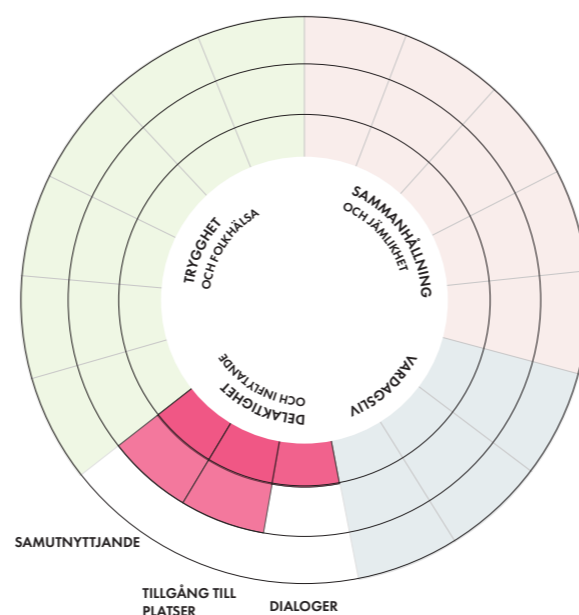 TRYGGHET
OCH FOLKHÄLSA
SAMMANHÅLLNING
OCH JÄMLIKHET
VARDAGSLIV
DELAKTIGHET
OCH INFLYTANDE
SAMUTNYTTJANDE
TILLGÅNG TILL
PLATSER
DIALOGER